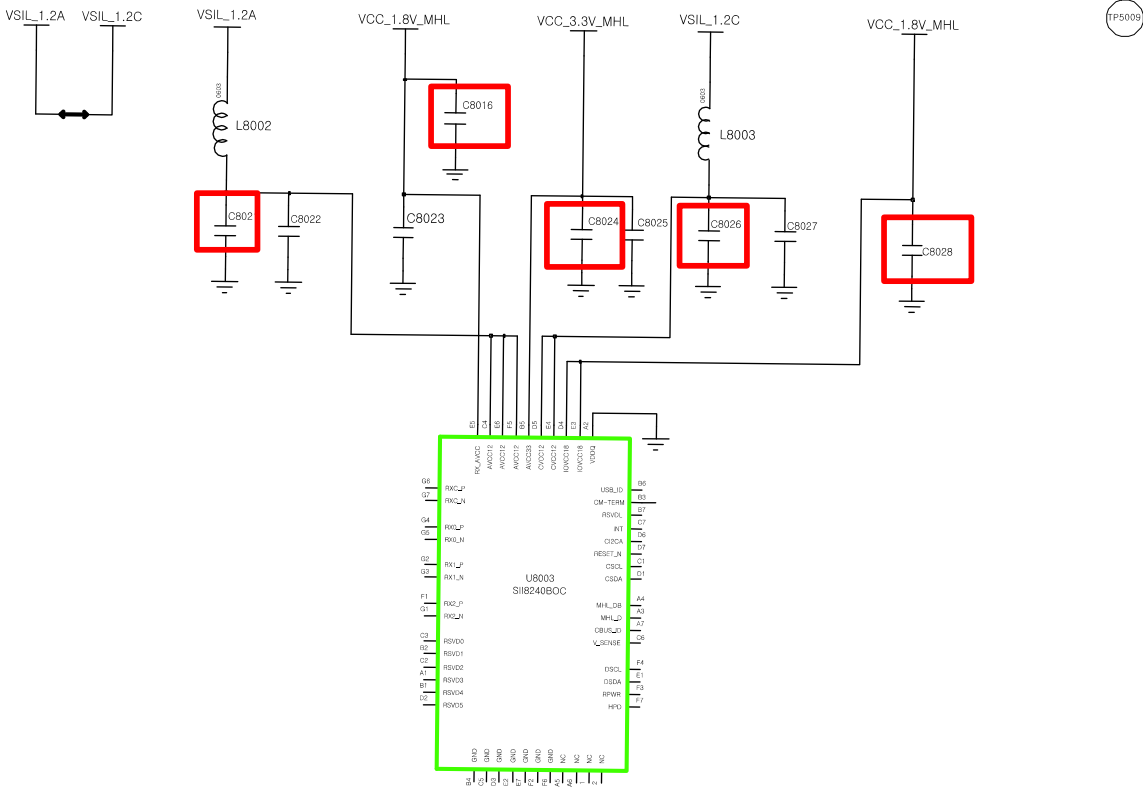 VSIL_1.2A
VSIL_1.2C
VSIL_1.2A
VCC_1.8V_MHL
VCC_3.3V_MHL
VSIL_1.2C
VCC_1.8V_MHL
TP5009
0603
L8002
C8016
0603
L8003
C802
C8022
C8023
C8024
C8025
C8026
C8027
C8028
E5
C4
E6
F5
B5
D5
E4
D4
E3
A2
RX_AVCC
AVCC12
AVCC12
AVCC12
AVCC33
CVCC12
CVCC12
IOVCC18
IOVCC18
VDDQ
G6
RXC_P
G7
RXC_N
G4
RX0_P
G5
RX0_N
G2
RX1_P
G3
RX1_N
F1
RX2_P
G1
RX2_N
C3
RSVD0
B2
RSVD1
C2
RSVD2
A1
RSVD3
B1
RSVD4
D2
RSVD5
U8003
SII8240BOC
USB_ID
B6
CM-TERM
B3
RSVDL
B7
INT
C7
CI2CA
D6
RESET_N
D7
CSCL
C1
CSDA
D1
MHL_DB
A4
MHL_D
A3
CBUS_ID
A7
V_SENSE
C6
DSCL
F4
DSDA
E1
RPWR
F3
HPD
F7
GND
GND
GND
GND
GND
GND
GND
NC
NC
NC
NC
B4
C5
D3
E2
E7
F2
F6
A5
A6
1
2